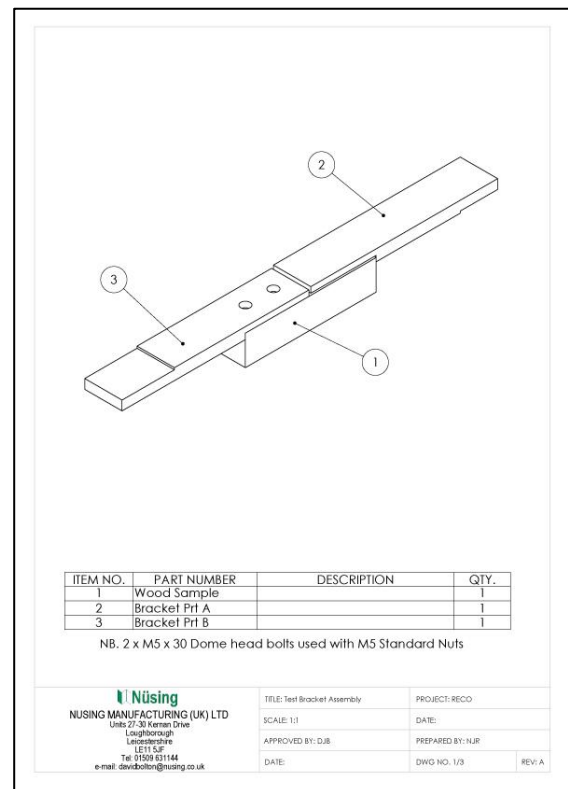 2
3
1
ITEM NO. PART NUMBER DESCRIPTION QTY.
1 Wood Sample 1
2 Bracket Prt A 1
3 Bracket Prt B 1
NB. 2 x M5 x 30 Dome head bolts used with M5 Standard Nuts
Nüsing
NUSING MANUFACTURING (UK) LTD
Units 27-30 Kernan Drive
Loughborough
Leicestershire
LE11 5JF
Tel: 01509 631144
e-mail: davidbolton@nusing.co.uk
TITLE: Test Bracket Assembly PROJECT: RECO
SCALE: 1:1 DATE:
APPROVED BY: DJB PREPARED BY: NJR
DATE: DWG NO. 1/3 REV: A